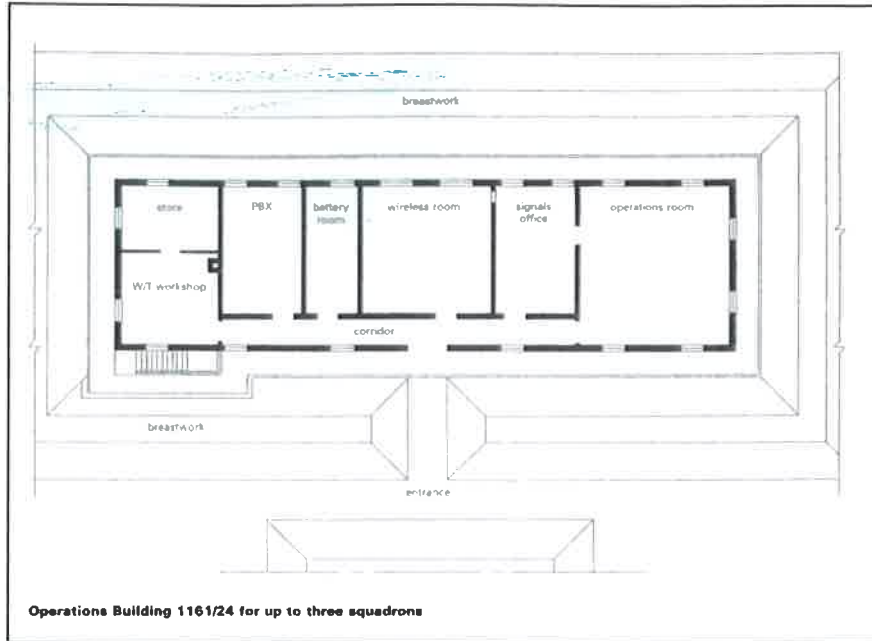 breastwork
store
PBX
battery
room
wireless room
signals
office
operations room
W/T workshop
corridor
breastwork
entrance
Operations Building 1161/24 for up to three squadrons